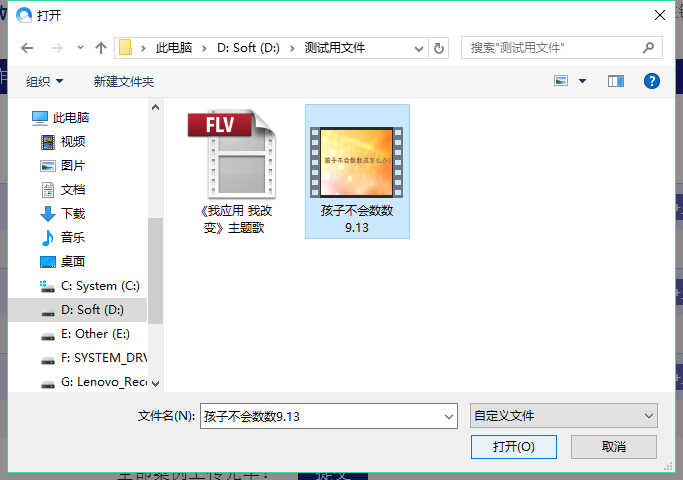 打开
此电脑 > D: Soft (D:) > 测试用文件
搜索"测试用文件"
组织 新建文件夹
此电脑
视频
图片
文档
下载
音乐
桌面
C: System (C:)
D: Soft (D:)
E: Other (E:)
F: SYSTEM_DRV
G: Lenovo_Reco
FLV
《我应用 我改
变》主题歌
孩子不会数数该怎么办?
孩子不会数数
9.13
文件名(N): 孩子不会数数9.13
自定义文件
打开(O) 取消